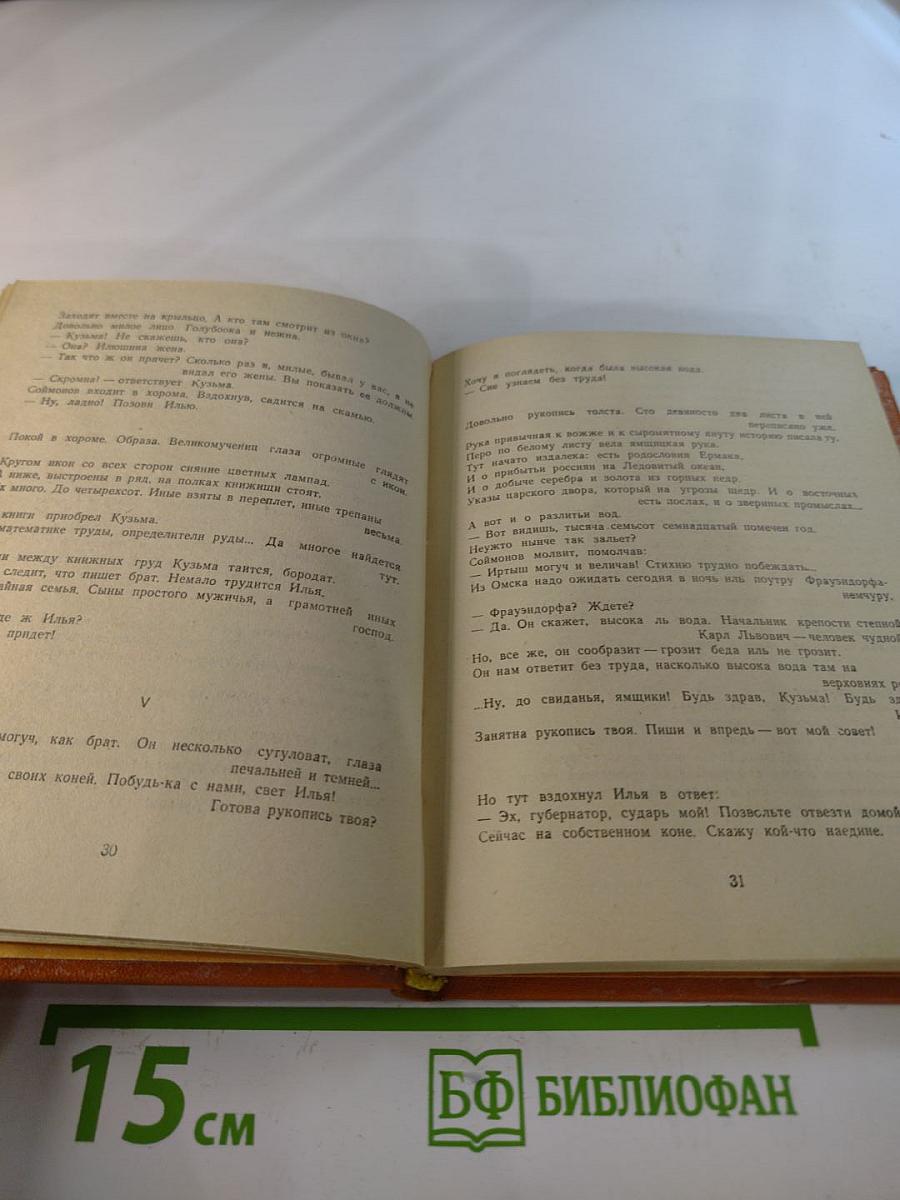 Заходят вместе на крыльцо. А кто там смотрит из окна?
Довольно милое лицо. Голубоока и нежна.
— Кузьма! Не скажешь, кто она?
— Она? Илюшина жена.
— Так что ж он прячет? Сколько раз я, милые, бывал у вас, а не
видал его жены. Вы показать ее должны.
— Скромна! — ответствует Кузьма.
Соймонов входит в хорома. Вздохнув, садится на скамью.
— Ну, ладно! Позови Илью.
Покой в хороме. Образа. Великомучениц глаза огромные глядят
с икон.
Кругом икон со всех сторон сияние цветных лампад.
А ниже, выстроены в ряд, на полках книжищи стоят.
х много. До четырехсот. Иные взяты в переплет, иные трепаны
весьма.
книги приобрел Кузьма.
математике труды, определители руды... Да многое найдется
тут.
и между книжных груд Кузьма таится, бородат.
следит, что пишет брат. Немало трудится Илья.
айная семья. Сыны простого мужичья, а грамотней иных
господ.
де ж Илья?
придет!
V
могуч, как брат. Он несколько сугуловат, глаза
печальней и темней...
своих коней. Побудь-ка с нами, свет Илья!
Готова рукопись твоя?
30
Хочу я поглядеть, когда была высокая вода.
— Сие узнаем без труда!
Довольно рукопись толста. Сто девяносто два листа в ней
переписано уже.
Рука привычная к вожже и к сыромятному кнуту историю писала ту.
Перо по белому листу вела ямщицкая рука.
Тут начато издалека: есть родословия Ермака,
И о прибытьи россиян на Ледовитый океан,
И о добыче серебра и золота из горных недр.
Указы царского двора, который на угрозы щедр. И о восточных
есть послах, и о звериных промыслах...
А вот и о разлитьи вод.
— Вот видишь, тысяча семьсот семнадцатый помечен год.
Неужто нынче так зальет?
Соймонов молвит, помолчав:
— Иртыш могуч и величав! Стихию трудно побеждать...
Из Омска надо ожидать сегодня в ночь иль поутру Фрауэндорфа-
немчуру.
— Фрауэндорфа? Ждете?
— Да. Он скажет, высока ль вода. Начальник крепости степной
Карл Львович — человек чудной
Но, все же, он сообразит — грозит беда иль не грозит.
Он нам ответит без труда, насколько высока вода там на
верховиях р
...Ну, до свиданья, ямщики! Будь здрав, Кузьма! Будь зд
И
Занятна рукопись твоя. Пиши и впредь — вот мой совет!
Но тут вздохнул Илья в ответ:
— Эх, губернатор, сударь мой! Позвольте отвезти домой
Сейчас на собственном коне. Скажу кой-что наедине.
31
15 см
БФ БИБЛИОФАН